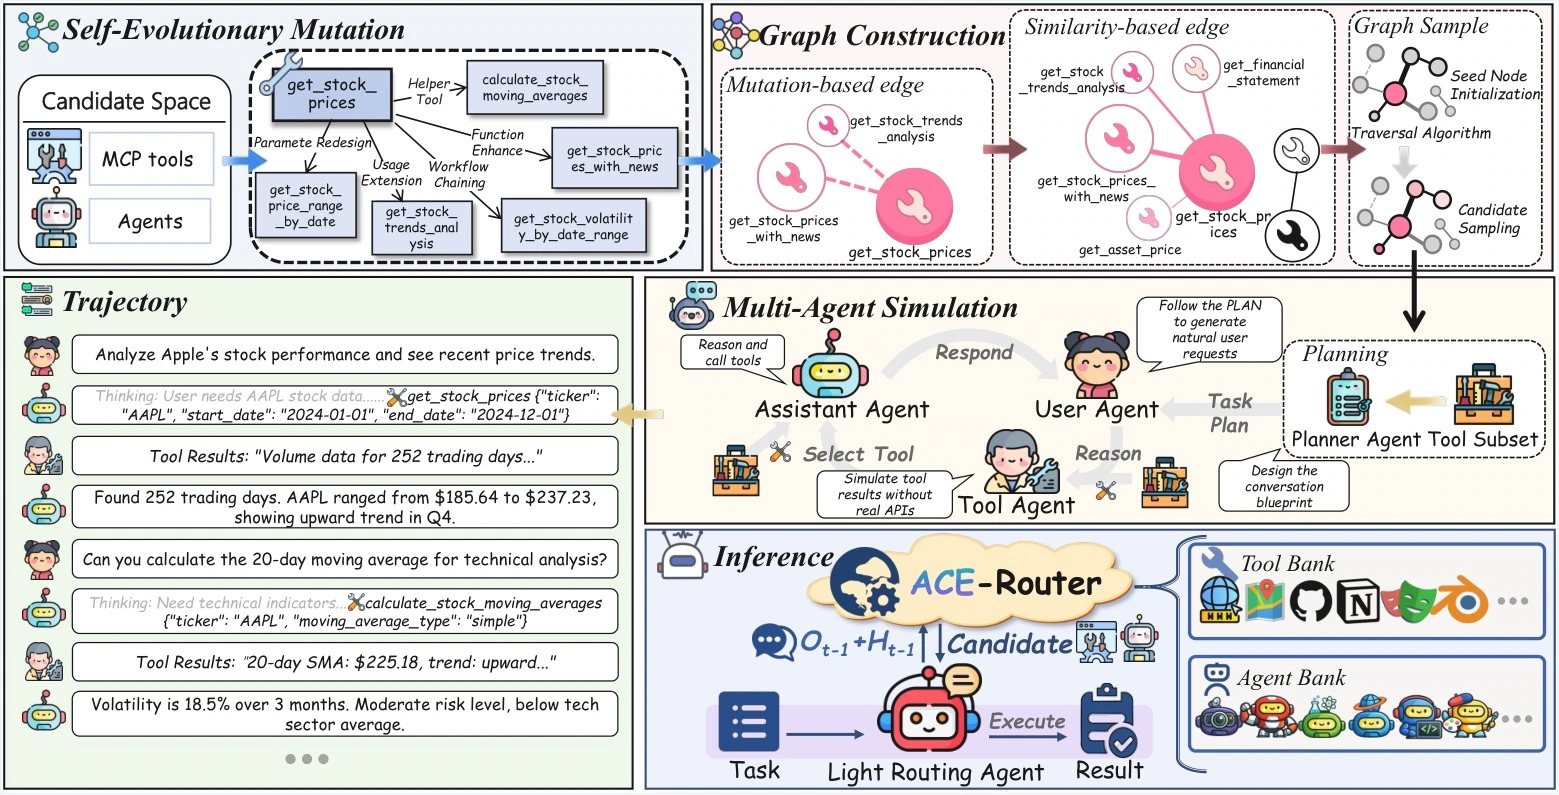 Self-Evolutionary Mutation
Candidate Space
MCP tools
Agents
get_stock_
prices
Helper
Tool
calculate_stock_
moving_averages
Paramete Redesign
Usage
Extension
Workflow
Chaining
Function
Enhance
get_stock_pric
es_with_news
get_stock_
price_range
_by_date
get_stock_
trends_anal
ysis
get_stock_volatilit
y_by_date_range
Graph Construction
Mutation-based edge
get_stock_trends
_analysis
get_stock_prices
_with_news
get_stock_prices
Similarity-based edge
get_stock
_trends_analysis
get_financial
_statement
get_stock_prices_
with_news
get_stock_pr
ices
get_asset_price
Graph Sample
Seed Node
Initialization
Traversal Algorithm
Candidate
Sampling
Trajectory
Analyze Apple's stock performance and see recent price trends.
Thinking: User needs AAPL stock data......get_stock_prices {"ticker":
"AAPL", "start_date": "2024-01-01", "end_date": "2024-12-01"}
Tool Results: "Volume data for 252 trading days..."
Found 252 trading days. AAPL ranged from $185.64 to $237.23,
showing upward trend in Q4.
Can you calculate the 20-day moving average for technical analysis?
Thinking: Need technical indicators...calculate_stock_moving_averages
{"ticker": "AAPL", "moving_average_type": "simple"}
Tool Results: "20-day SMA: $225.18, trend: upward..."
Volatility is 18.5% over 3 months. Moderate risk level, below tech
sector average.
Multi-Agent Simulation
Reason and
call tools
Assistant Agent
Respond
User Agent
Follow the PLAN
to generate
natural user
requests
Planning
Planner Agent
Tool Subset
Task
Plan
Design the
conversation
blueprint
Select Tool
Simulate tool
results without
real APIs
Tool Agent
Reason
Inference
ACE-Router
Ot-1+Ht-1
Candidate
Task
Light Routing Agent
Execute
Result
Tool Bank
N
Agent Bank